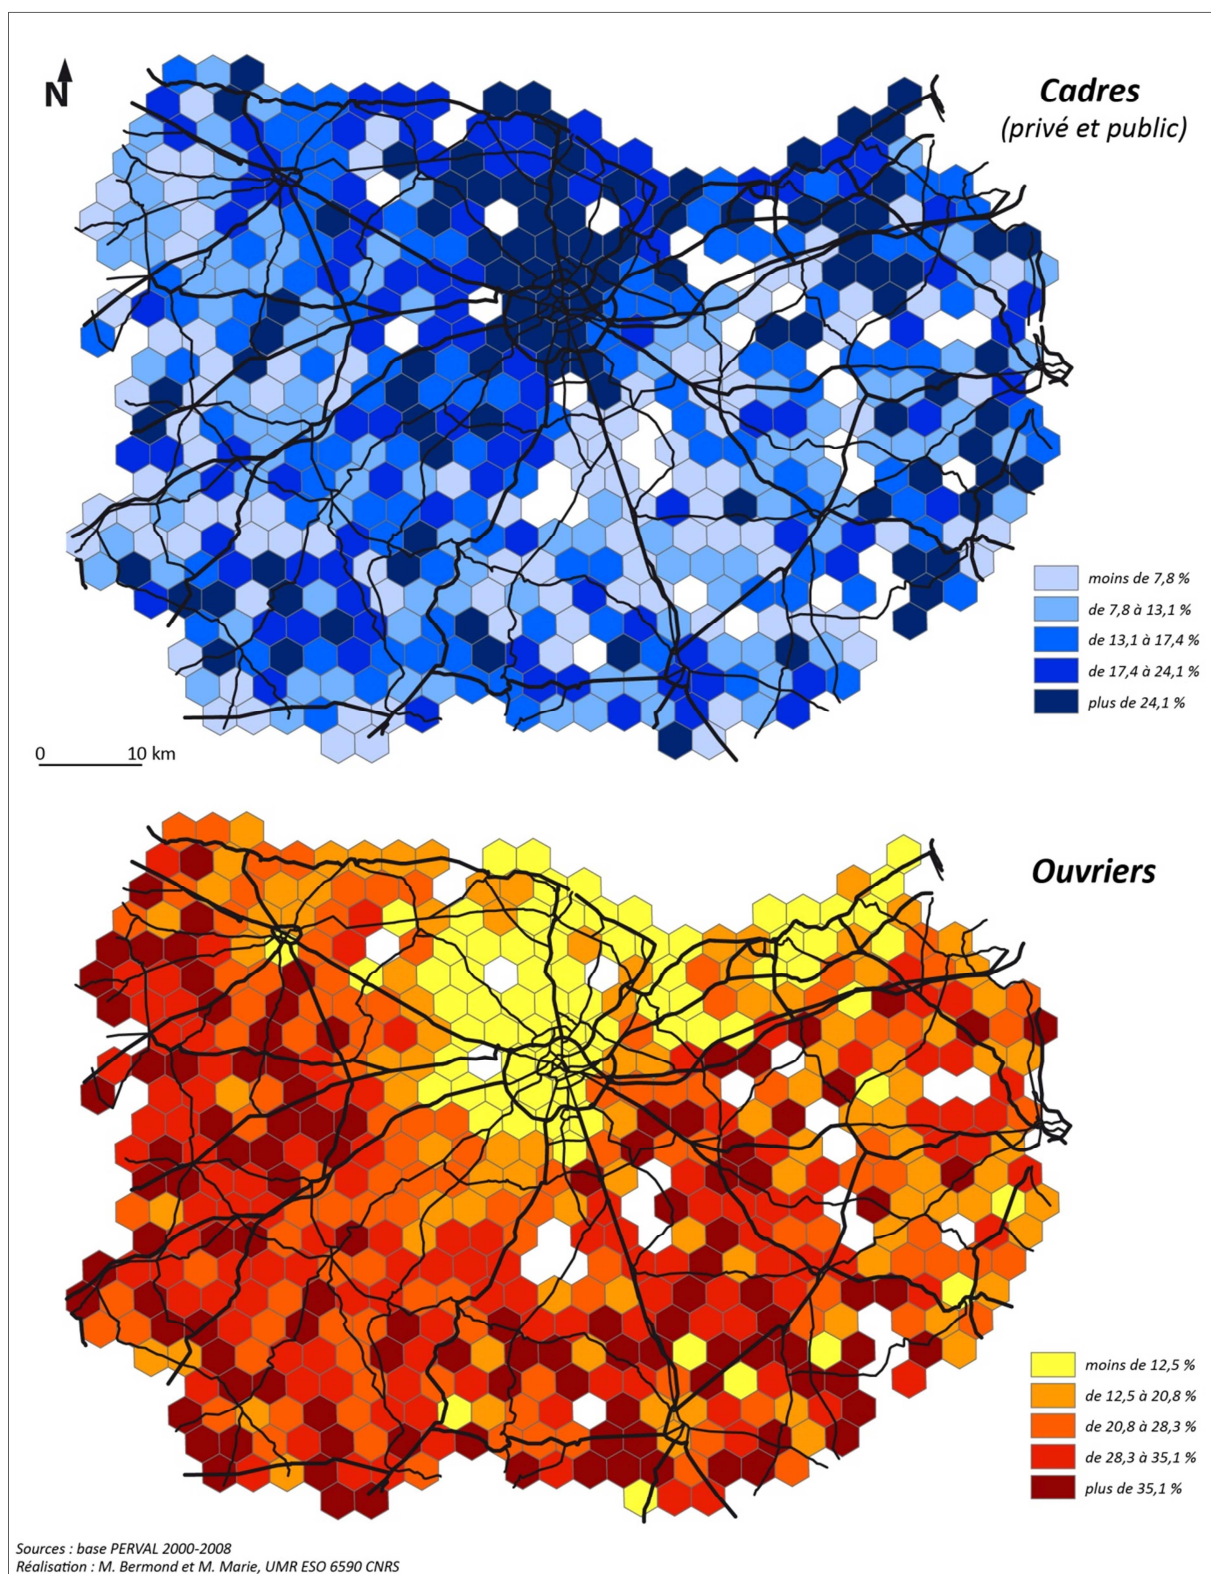 N
Cadres
(privé et public)
moins de 7,8 %
de 7,8 à 13,1 %
de 13,1 à 17,4 %
de 17,4 à 24,1 %
plus de 24,1 %
0 10 km
Ouvriers
moins de 12,5 %
de 12,5 à 20,8 %
de 20,8 à 28,3 %
de 28,3 à 35,1 %
plus de 35,1 %
Sources : base PERVAL 2000-2008
Réalisation : M. Bermond et M. Marie, UMR ESO 6590 CNRS